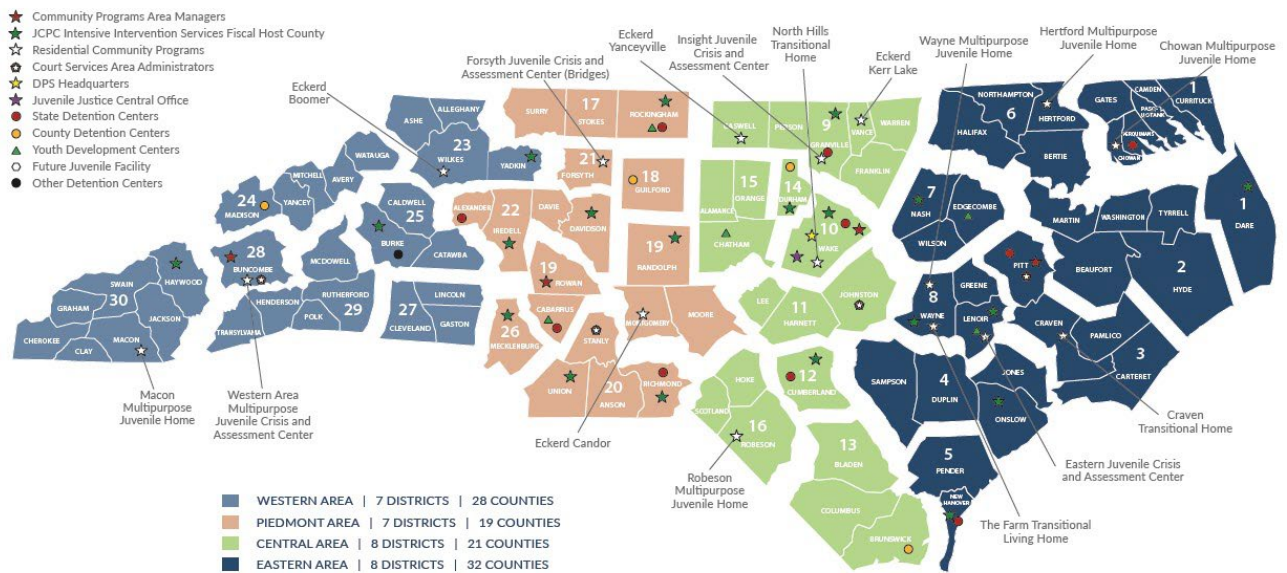 Community Programs Area Managers
JCPC Intensive Intervention Services Fiscal Host County
Residential Community Programs
Court Services Area Administrators
DPS Headquarters
Juvenile Justice Central Office
State Detention Centers
County Detention Centers
Youth Development Centers
Future Juvenile Facility
Other Detention Centers
Eckerd
Boomer
Forsyth Juvenile Crisis and
Assessment Center (Bridges)
Eckerd
Yanceyville
Insight Juvenile
Crisis and
Assessment Center
North Hills
Transitional
Home
Eckerd
Kerr Lake
Wayne Multipurpose
Juvenile Home
Hertford Multipurpose
Juvenile Home
Chowan Multipurpose
Juvenile Home
ALLEGHANY
ASHE
23
WILKES
WATAUGA
YADKIN
MITCHELL
AVERY
YANCEY
24
MADISON
CALDWELL
25
BURKE
CATAWBA
28
BUNCOMBE
MCDOWELL
HAYWOOD
SWAIN
30
GRAHAM
JACKSON
CHEROKEE
CLAY
MACON
HENDERSON
TRANSYLVANIA
POLK
RUTHERFORD
29
27
CLEVELAND
LINCOLN
GASTON
SURRY
17
STOKES
ROCKINGHAM
21
FORSYTH
18
GUILFORD
ALEXANDER
22
IREDELL
DAVIE
DAVIDSON
19
ROWAN
CABARRUS
19
RANDOLPH
26
MECKLENBURG
STANLY
MONTGOMERY
MOORE
UNION
20
ANSON
RICHMOND
CASWELL
PERSON
9
GRANVILLE
VANCE
WARREN
FRANKLIN
15
ORANGE
ALAMANCE
14
DURHAM
CHATHAM
10
WAKE
LEE
11
HARNETT
JOHNSTON
12
CUMBERLAND
HOKE
SCOTLAND
16
ROBESON
13
BLADEN
COLUMBUS
BRUNSWICK
NORTHAMPTON
6
HALIFAX
HERTFORD
BERTIE
GATES
CAMDEN
PASQUOTANK
1
CURRITUCK
PERQUIMANS
CHOWAN
7
NASH
EDGECOMBE
WILSON
MARTIN
WASHINGTON
TYRRELL
1
DARE
BEAUFORT
2
HYDE
PITT
GREENE
8
WAYNE
LENOIR
CRAVEN
PAMLICO
3
CARTERET
JONES
ONSLOW
SAMPSON
4
DUPLIN
5
PENDER
NEW
HANOVER
Macon
Multipurpose
Juvenile Home
Western Area
Multipurpose
Juvenile Crisis and
Assessment Center
Eckerd Candor
Robeson
Multipurpose
Juvenile Home
Craven
Transitional Home
Eastern Juvenile Crisis
and Assessment Center
The Farm Transitional
Living Home
WESTERN AREA | 7 DISTRICTS | 28 COUNTIES
PIEDMONT AREA | 7 DISTRICTS | 19 COUNTIES
CENTRAL AREA | 8 DISTRICTS | 21 COUNTIES
EASTERN AREA | 8 DISTRICTS | 32 COUNTIES